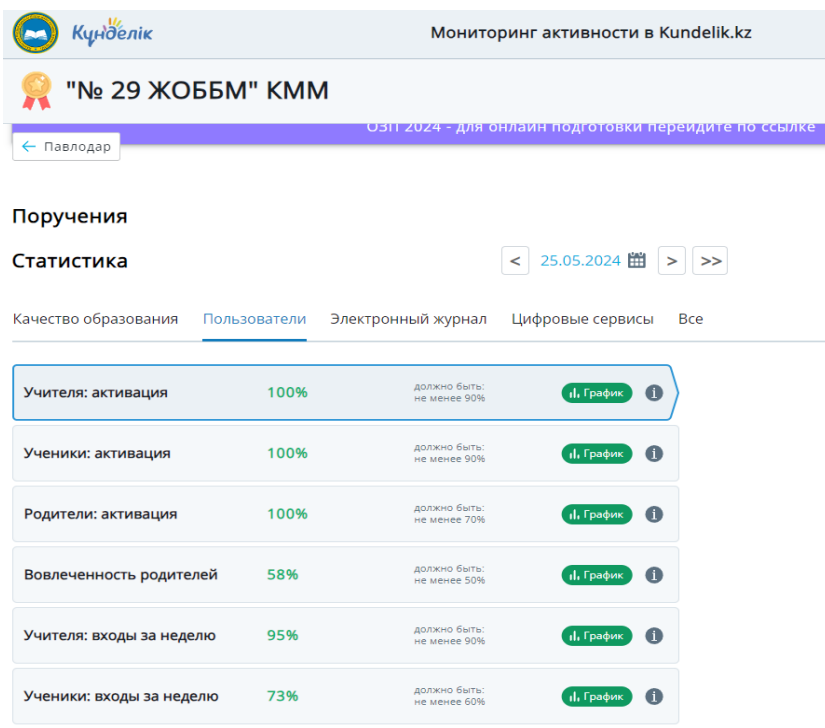 Күнделік
Мониторинг активности в Kundelik.kz
"№ 29 ЖОББМ" КММ
ОЗП 2024 - для онлайн подготовки перейдите по ссылке
← Павлодар
Поручения
Статистика
< 25.05.2024 > >>
Качество образования Пользователи Электронный журнал Цифровые сервисы Все
Учителя: активация 100% должно быть: не менее 90% График
Ученики: активация 100% должно быть: не менее 90% График
Родители: активация 100% должно быть: не менее 70% График
Вовлеченность родителей 58% должно быть: не менее 50% График
Учителя: входы за неделю 95% должно быть: не менее 90% График
Ученики: входы за неделю 73% должно быть: не менее 60% График